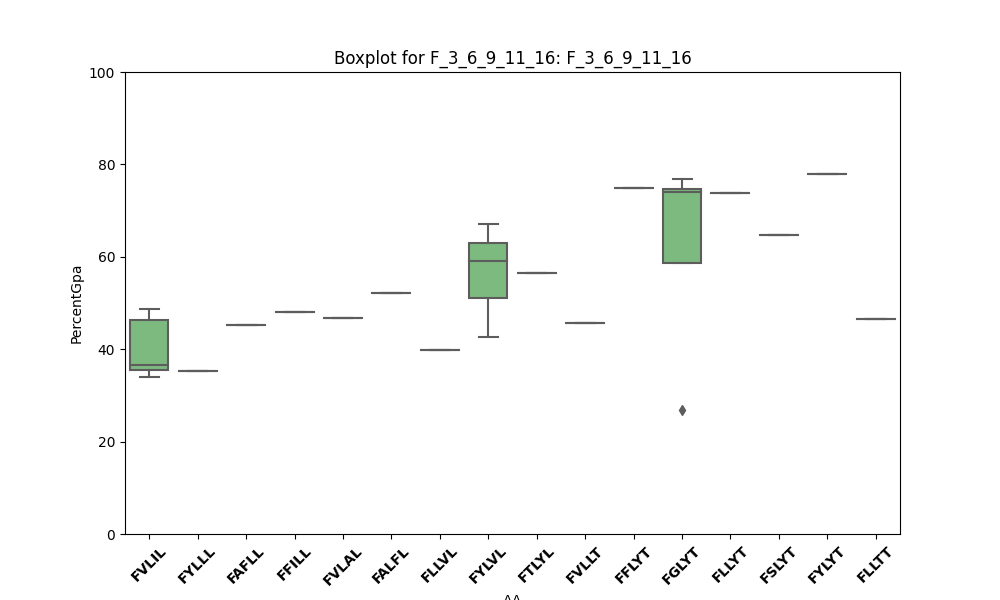 Boxplot for F_3_6_9_11_16: F_3_6_9_11_16
100
80
60
40
20
0
PercentGpa
FVLIL
FYLLL
FAFLL
FFILL
FVLAL
FALFL
FLLVL
FYLVL
FTLYL
FVLLT
FFLYT
FGLYT
FLLYT
FSLYT
FYLYT
FLLTT
AA